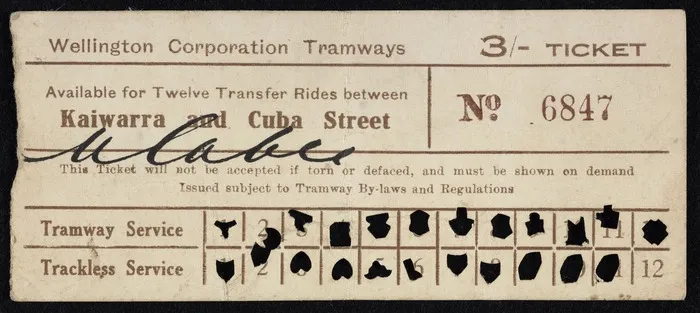 Wellington Corporation Tramways 3/- TICKET
Available for Twelve Transfer Rides between
Kaiwarra and Cuba Street
Nº 6847
This Ticket will not be accepted if torn or defaced, and must be shown on demand
Issued subject to Tramway By-laws and Regulations
Tramway Service 2 11
Trackless Service 2 6 12